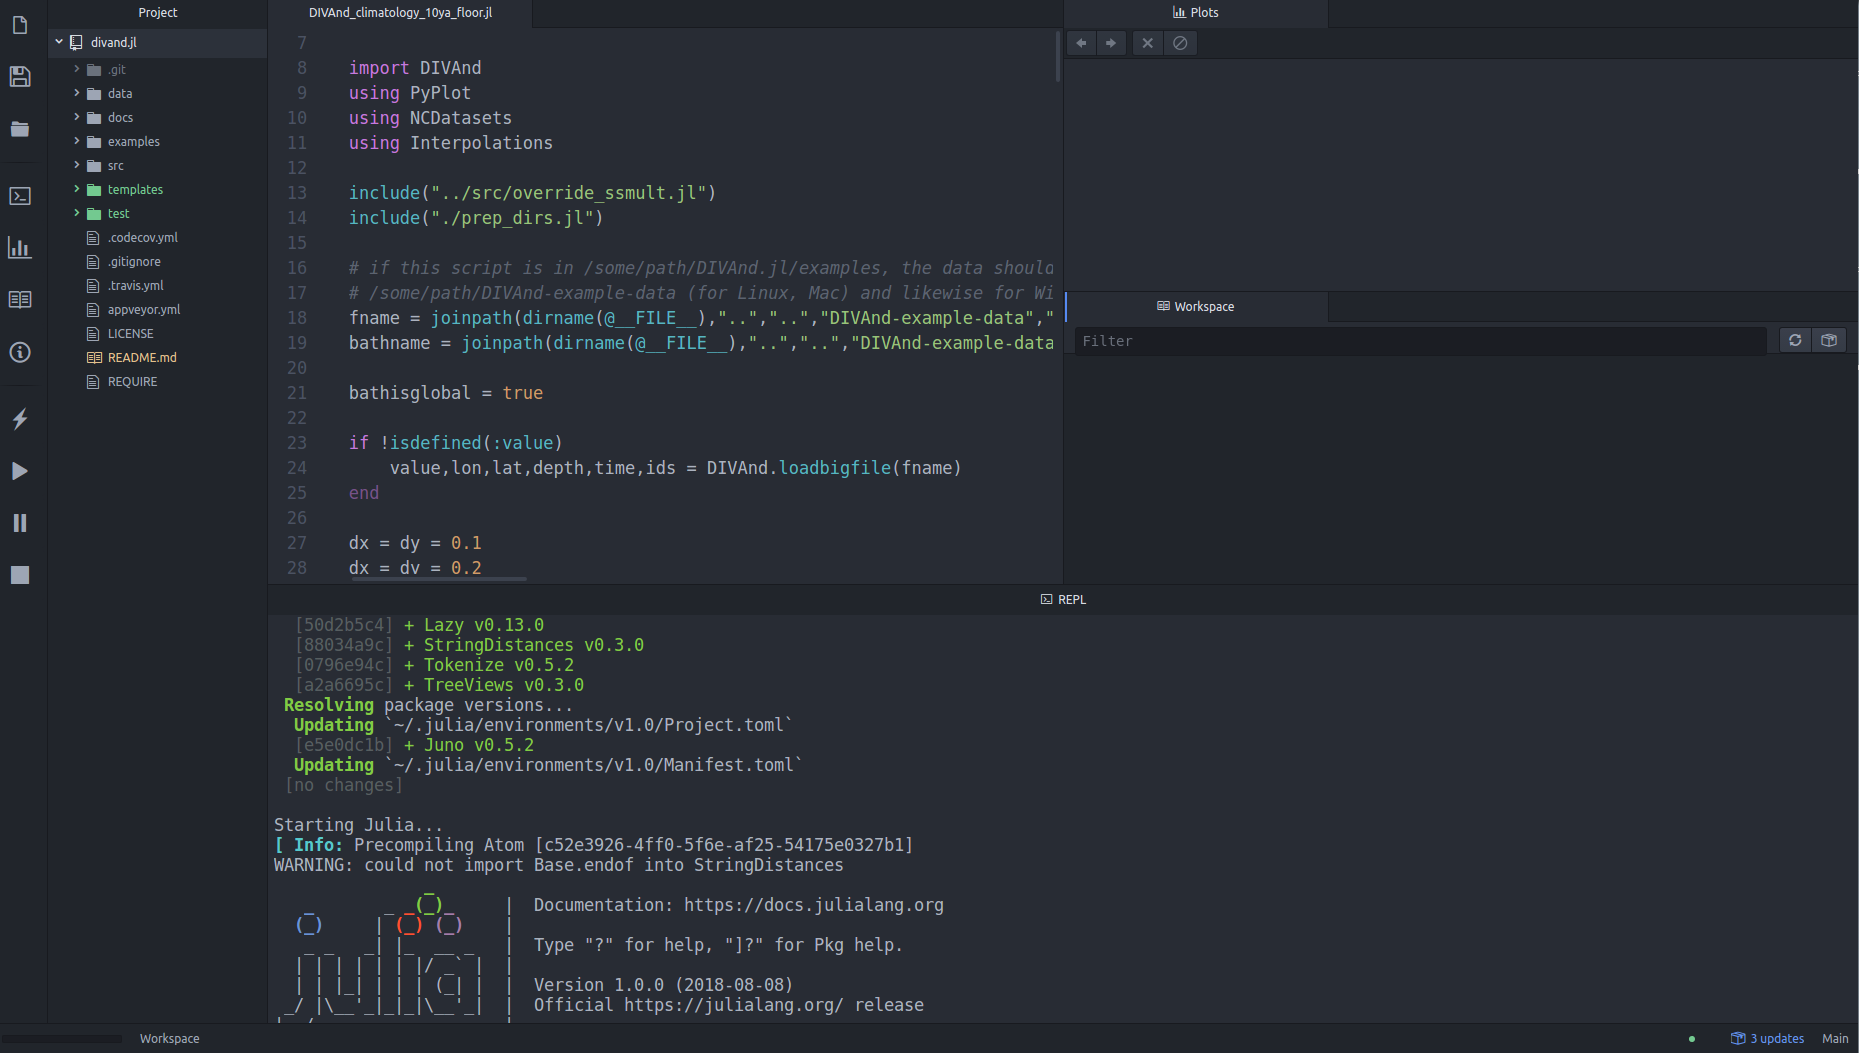 Project
divand.jl
.git
data
docs
examples
src
templates
test
.codecov.yml
.gitignore
.travis.yml
appveyor.yml
LICENSE
README.md
REQUIRE
DIVAnd_climatology_10ya_floor.jl
7
8 import DIVAnd
9 using PyPlot
10 using NCDatasets
11 using Interpolations
12
13 include("../src/override_ssmult.jl")
14 include("./prep_dirs.jl")
15
16 # if this script is in /some/path/DIVAnd.jl/examples, the data should
17 # /some/path/DIVAnd-example-data (for Linux, Mac) and likewise for Wi
18 fname = joinpath(dirname(@__FILE__),"..","..","DIVAnd-example-data","
19 bathname = joinpath(dirname(@__FILE__),"..","..","DIVAnd-example-data
20
21 bathisglobal = true
22
23 if !isdefined(:value)
24 value,lon,lat,depth,time,ids = DIVAnd.loadbigfile(fname)
25 end
26
27 dx = dy = 0.1
28 dx = dy = 0.2
Plots
Workspace
Filter
REPL
[50d2b5c4] + Lazy v0.13.0
[88034a9c] + StringDistances v0.3.0
[0796e94c] + Tokenize v0.5.2
[a2a6695c] + TreeViews v0.3.0
Resolving package versions...
Updating `~/.julia/environments/v1.0/Project.toml`
[e5e0dc1b] + Juno v0.5.2
Updating `~/.julia/environments/v1.0/Manifest.toml`
[no changes]
Starting Julia...
[ Info: Precompiling Atom [c52e3926-4ff0-5f6e-af25-54175e0327b1]
WARNING: could not import Base.endof into StringDistances
Documentation: https://docs.julialang.org
Type "?" for help, "]?" for Pkg help.
Version 1.0.0 (2018-08-08)
Official https://julialang.org/ release
Workspace
3 updates
Main